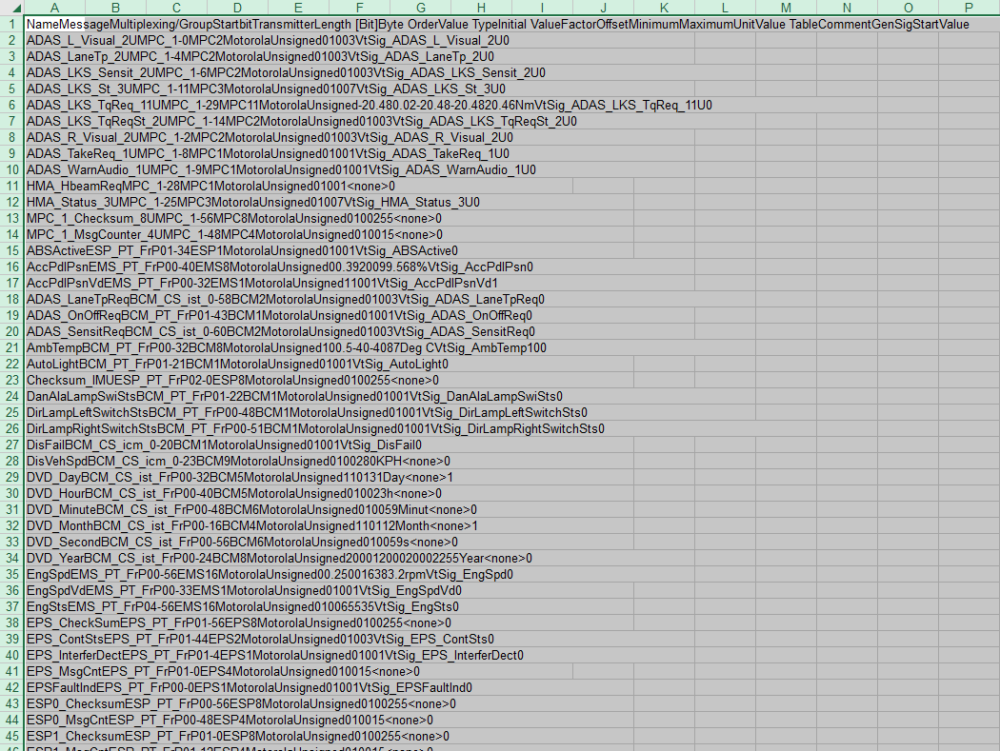 A B C D E F G H I J K L M N O P
1 NameMessageMultiplexing/GroupStartbitTransmitterLength [Bit]Byte OrderValue TypeInitial ValueFactorOffsetMinimumMaximumUnitValue TableCommentGenSigStartValue
2 ADAS_L_Visual_2UMPC_1-0MPC2MotorolaUnsigned01003VtSig_ADAS_L_Visual_2U0
3 ADAS_LaneTp_2UMPC_1-4MPC2MotorolaUnsigned01003VtSig_ADAS_LaneTp_2U0
4 ADAS_LKS_Sensit_2UMPC_1-6MPC2MotorolaUnsigned01003VtSig_ADAS_LKS_Sensit_2U0
5 ADAS_LKS_St_3UMPC_1-11MPC3MotorolaUnsigned01007VtSig_ADAS_LKS_St_3U0
6 ADAS_LKS_TqReq_11UMPC_1-29MPC11MotorolaUnsigned-20.480.02-20.48-20.4820.46NmVtSig_ADAS_LKS_TqReq_11U0
7 ADAS_LKS_TqReqSt_2UMPC_1-14MPC2MotorolaUnsigned01003VtSig_ADAS_LKS_TqReqSt_2U0
8 ADAS_R_Visual_2UMPC_1-2MPC2MotorolaUnsigned01003VtSig_ADAS_R_Visual_2U0
9 ADAS_TakeReq_1UMPC_1-8MPC1MotorolaUnsigned01001VtSig_ADAS_TakeReq_1U0
10 ADAS_WarnAudio_1UMPC_1-9MPC1MotorolaUnsigned01001VtSig_ADAS_WarnAudio_1U0
11 HMA_HbeamReqMPC_1-28MPC1MotorolaUnsigned01001<none>0
12 HMA_Status_3UMPC_1-25MPC3MotorolaUnsigned01007VtSig_HMA_Status_3U0
13 MPC_1_Checksum_8UMPC_1-56MPC8MotorolaUnsigned0100255<none>0
14 MPC_1_MsgCounter_4UMPC_1-48MPC4MotorolaUnsigned010015<none>0
15 ABSActiveESP_PT_FrP01-34ESP1MotorolaUnsigned01001VtSig_ABSActive0
16 AccPdlPsnEMS_PT_FrP00-40EMS8MotorolaUnsigned00.3920099.568%VtSig_AccPdlPsn0
17 AccPdlPsnVdEMS_PT_FrP00-32EMS1MotorolaUnsigned11001VtSig_AccPdlPsnVd1
18 ADAS_LaneTpReqBCM_CS_ist_0-58BCM2MotorolaUnsigned01003VtSig_ADAS_LaneTpReq0
19 ADAS_OnOffReqBCM_PT_FrP01-43BCM1MotorolaUnsigned01001VtSig_ADAS_OnOffReq0
20 ADAS_SensitReqBCM_CS_ist_0-60BCM2MotorolaUnsigned01003VtSig_ADAS_SensitReq0
21 AmbTempBCM_PT_FrP00-32BCM8MotorolaUnsigned100.5-40-4087Deg CVtSig_AmbTemp100
22 AutoLightBCM_PT_FrP01-21BCM1MotorolaUnsigned01001VtSig_AutoLight0
23 Checksum_IMUESP_PT_FrP02-0ESP8MotorolaUnsigned0100255<none>0
24 DanAlaLampSwiStsBCM_PT_FrP01-22BCM1MotorolaUnsigned01001VtSig_DanAlaLampSwiSts0
25 DirLampLeftSwitchStsBCM_PT_FrP00-48BCM1MotorolaUnsigned01001VtSig_DirLampLeftSwitchSts0
26 DirLampRightSwitchStsBCM_PT_FrP00-51BCM1MotorolaUnsigned01001VtSig_DirLampRightSwitchSts0
27 DisFailBCM_CS_icm_0-20BCM1MotorolaUnsigned01001VtSig_DisFail0
28 DisVehSpdBCM_CS_icm_0-23BCM9MotorolaUnsigned0100280KPH<none>0
29 DVD_DayBCM_CS_ist_FrP00-32BCM5MotorolaUnsigned110131Day<none>1
30 DVD_HourBCM_CS_ist_FrP00-40BCM5MotorolaUnsigned010023h<none>0
31 DVD_MinuteBCM_CS_ist_FrP00-48BCM6MotorolaUnsigned010059Minut<none>0
32 DVD_MonthBCM_CS_ist_FrP00-16BCM4MotorolaUnsigned110112Month<none>1
33 DVD_SecondBCM_CS_ist_FrP00-56BCM6MotorolaUnsigned010059s<none>0
34 DVD_YearBCM_CS_ist_FrP00-24BCM8MotorolaUnsigned20001200020002255Year<none>0
35 EngSpdEMS_PT_FrP00-56EMS16MotorolaUnsigned00.250016383.2rpmVtSig_EngSpd0
36 EngSpdVdEMS_PT_FrP00-33EMS1MotorolaUnsigned01001VtSig_EngSpdVd0
37 EngStsEMS_PT_FrP04-56EMS16MotorolaUnsigned010065535VtSig_EngSts0
38 EPS_CheckSumEPS_PT_FrP01-56EPS8MotorolaUnsigned0100255<none>0
39 EPS_ContStsEPS_PT_FrP01-44EPS2MotorolaUnsigned01003VtSig_EPS_ContSts0
40 EPS_InterferDectEPS_PT_FrP01-4EPS1MotorolaUnsigned01001VtSig_EPS_InterferDect0
41 EPS_MsgCntEPS_PT_FrP01-0EPS4MotorolaUnsigned010015<none>0
42 EPSFaultIndEPS_PT_FrP00-0EPS1MotorolaUnsigned01001VtSig_EPSFaultInd0
43 ESP0_ChecksumESP_PT_FrP00-56ESP8MotorolaUnsigned0100255<none>0
44 ESP0_MsgCntESP_PT_FrP00-48ESP4MotorolaUnsigned010015<none>0
45 ESP1_ChecksumESP_PT_FrP01-0ESP8MotorolaUnsigned0100255<none>0